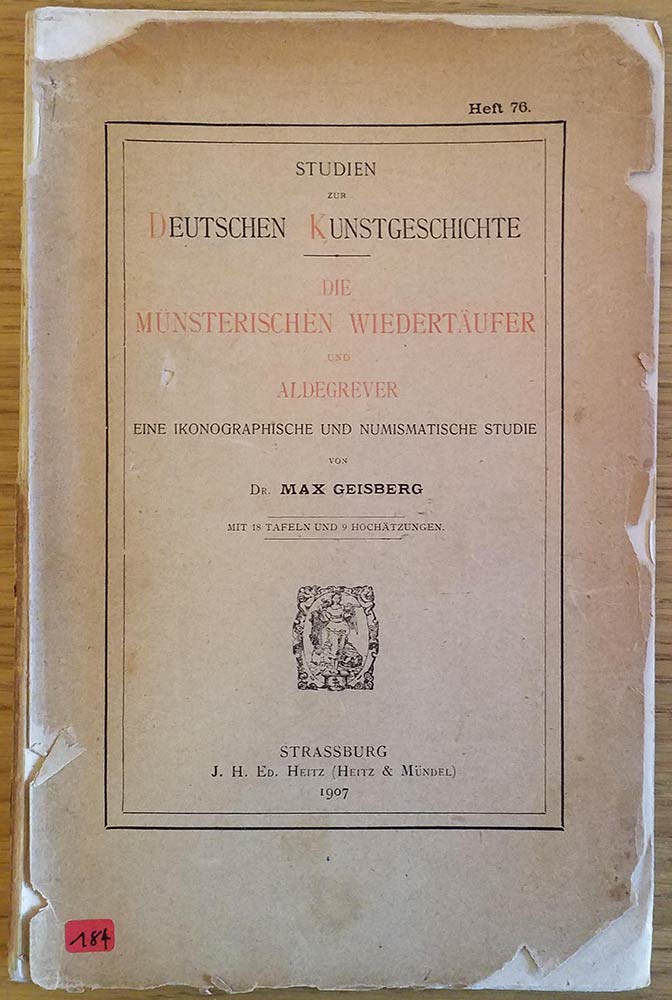 Heft 76.
STUDIEN
ZUR
DEUTSCHEN KUNSTGESCHICHTE
DIE
MÜNSTERISCHEN WIEDERTÄUFER
UND
ALDEGREVER
EINE IKONOGRAPHISCHE UND NUMISMATISCHE STUDIE
VON
DR. MAX GEISBERG
MIT 18 TAFELN UND 9 HOCHÄTZUNGEN.
STRASSBURG
J. H. ED. HEITZ (HEITZ & MÜNDEL)
1907
184